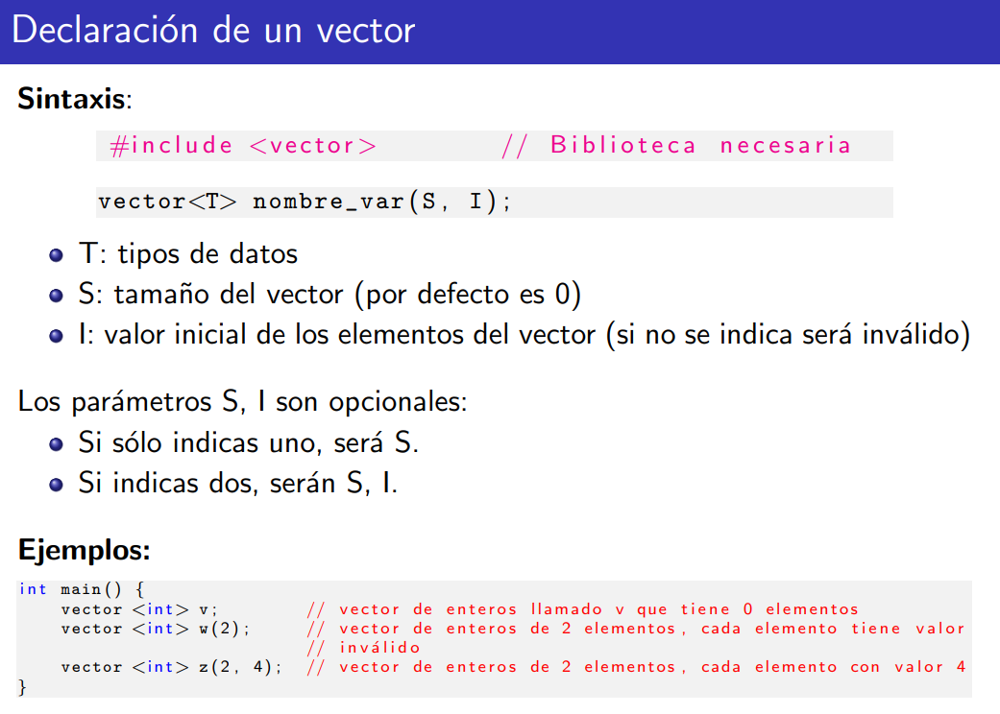 Declaración de un vector
Sintaxis:
#include <vector> // Biblioteca necesaria
vector<T> nombre_var(S, I);
T: tipos de datos
S: tamaño del vector (por defecto es 0)
I: valor inicial de los elementos del vector (si no se indica será inválido)
Los parámetros S, I son opcionales:
Si sólo indicas uno, será S.
Si indicas dos, serán S, I.
Ejemplos:
int main() {
vector <int> v; // vector de enteros llamado v que tiene 0 elementos
vector <int> w(2); // vector de enteros de 2 elementos, cada elemento tiene valor
// inválido
vector <int> z(2, 4); // vector de enteros de 2 elementos, cada elemento con valor 4
}